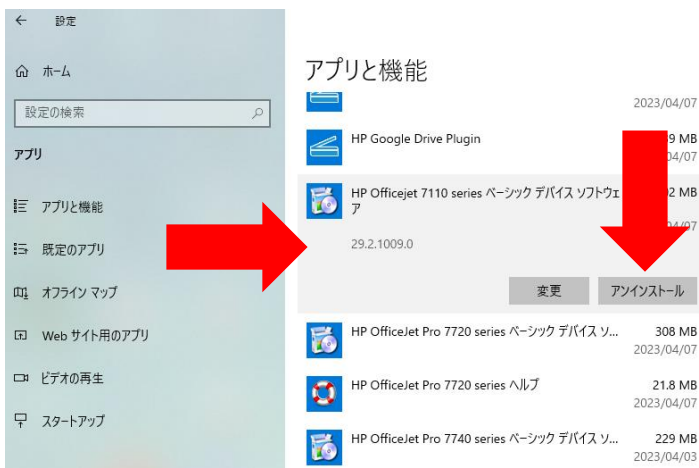 ← 設定
ホーム
設定の検索
アプリ
アプリと機能
既定のアプリ
オフライン マップ
Web サイト用のアプリ
ビデオの再生
スタートアップ
アプリと機能
2023/04/07
HP Google Drive Plugin
9 MB
04/07
HP Officejet 7110 series ベーシック デバイス ソフトウェ
ア
2 MB
29.2.1009.0
変更
アンインストール
HP OfficeJet Pro 7720 series ベーシック デバイス ソ...
308 MB
2023/04/07
HP OfficeJet Pro 7720 series ヘルプ
21.8 MB
2023/04/07
HP OfficeJet Pro 7740 series ベーシック デバイス ソ...
229 MB
2023/04/03